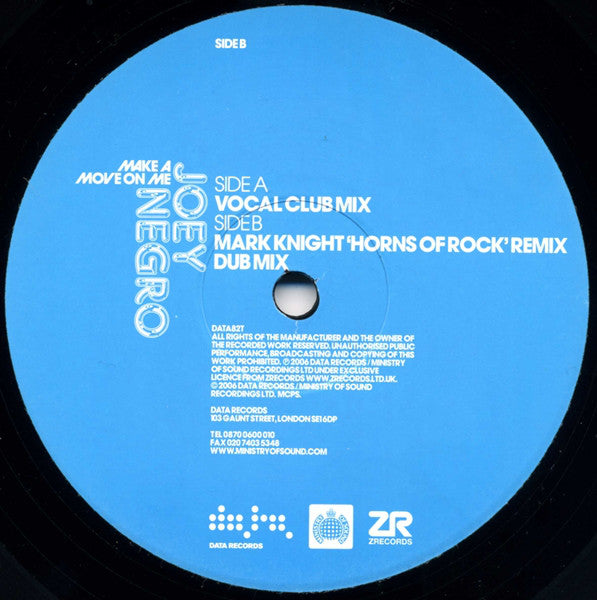 SIDE B
MAKE A
MOVE ON ME
JOEY
NEGRO
SIDE A
VOCAL CLUB MIX
SIDE B
MARK KNIGHT ‘HORNS OF ROCK’ REMIX
DUB MIX
DATA82T
ALL RIGHTS OF THE MANUFACTURER AND THE OWNER OF
THE RECORDED WORK RESERVED. UNAUTHORISED PUBLIC
PERFORMANCE, BROADCASTING AND COPYING OF THIS
WORK PROHIBITED. ℗ 2006 DATA RECORDS / MINISTRY
OF SOUND RECORDINGS LTD UNDER EXCLUSIVE
LICENCE FROM ZRECORDS WWW.ZRECORDS.LTD.UK.
© 2006 DATA RECORDS / MINISTRY OF SOUND
RECORDINGS LTD. MCPS.
DATA RECORDS
103 GAUNT STREET, LONDON SE1 6DP
TEL 0870 0600 010
FAX 020 7403 5348
WWW.MINISTRYOFSOUND.COM
data
DATA RECORDS
MINISTRY OF SOUND
ZR
ZRECORDS